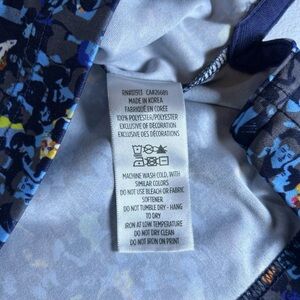 RN#101913 CA#26689
MADE IN KOREA
FABRIQUÉ EN CORÉE
100% POLYESTER/POLYESTER
EXCLUSIVE OF DECORATION
EXCLUSIVE DES DÉCORATIONS
MACHINE WASH COLD, WITH
SIMILAR COLORS
DO NOT USE BLEACH OR FABRIC
SOFTENER
DO NOT TUMBLE DRY - HANG
TO DRY
IRON AT LOW TEMPERATURE
DO NOT DRY CLEAN
DO NOT IRON ON PRINT